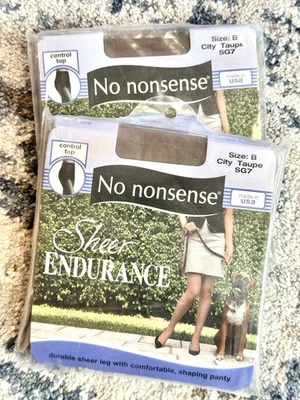 control
top
Size: B
City Taupe
SG7
No nonsense®
made in
usa
control
top
Size: B
City Taupe
SG7
No nonsense®
made in
usa
Sheer
ENDURANCE
durable sheer leg with comfortable, shaping panty